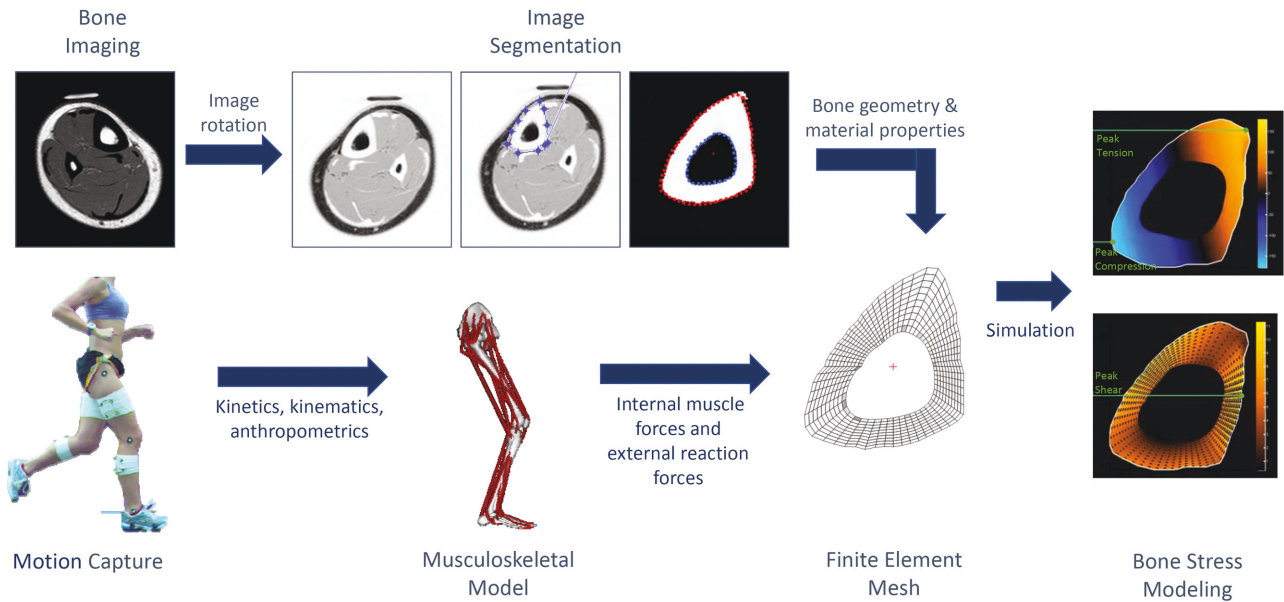 Bone
Imaging
Image
Segmentation
Image
rotation
Bone geometry &
material properties
Peak
Tension
Peak
Compression
Simulation
Peak
Shear
Kinetics, kinematics,
anthropometrics
Internal muscle
forces and
external reaction
forces
Motion Capture
Musculoskeletal
Model
Finite Element
Mesh
Bone Stress
Modeling